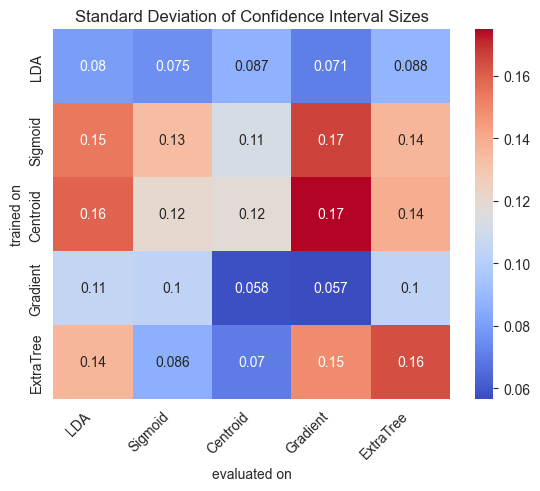 Standard Deviation of Confidence Interval Sizes
LDA 0.08 0.075 0.087 0.071 0.088
Sigmoid 0.15 0.13 0.11 0.17 0.14
Centroid 0.16 0.12 0.12 0.17 0.14
Gradient 0.11 0.1 0.058 0.057 0.1
ExtraTree 0.14 0.086 0.07 0.15 0.16
trained on
LDA Sigmoid Centroid Gradient ExtraTree
evaluated on
0.16
0.14
0.12
0.10
0.08
0.06